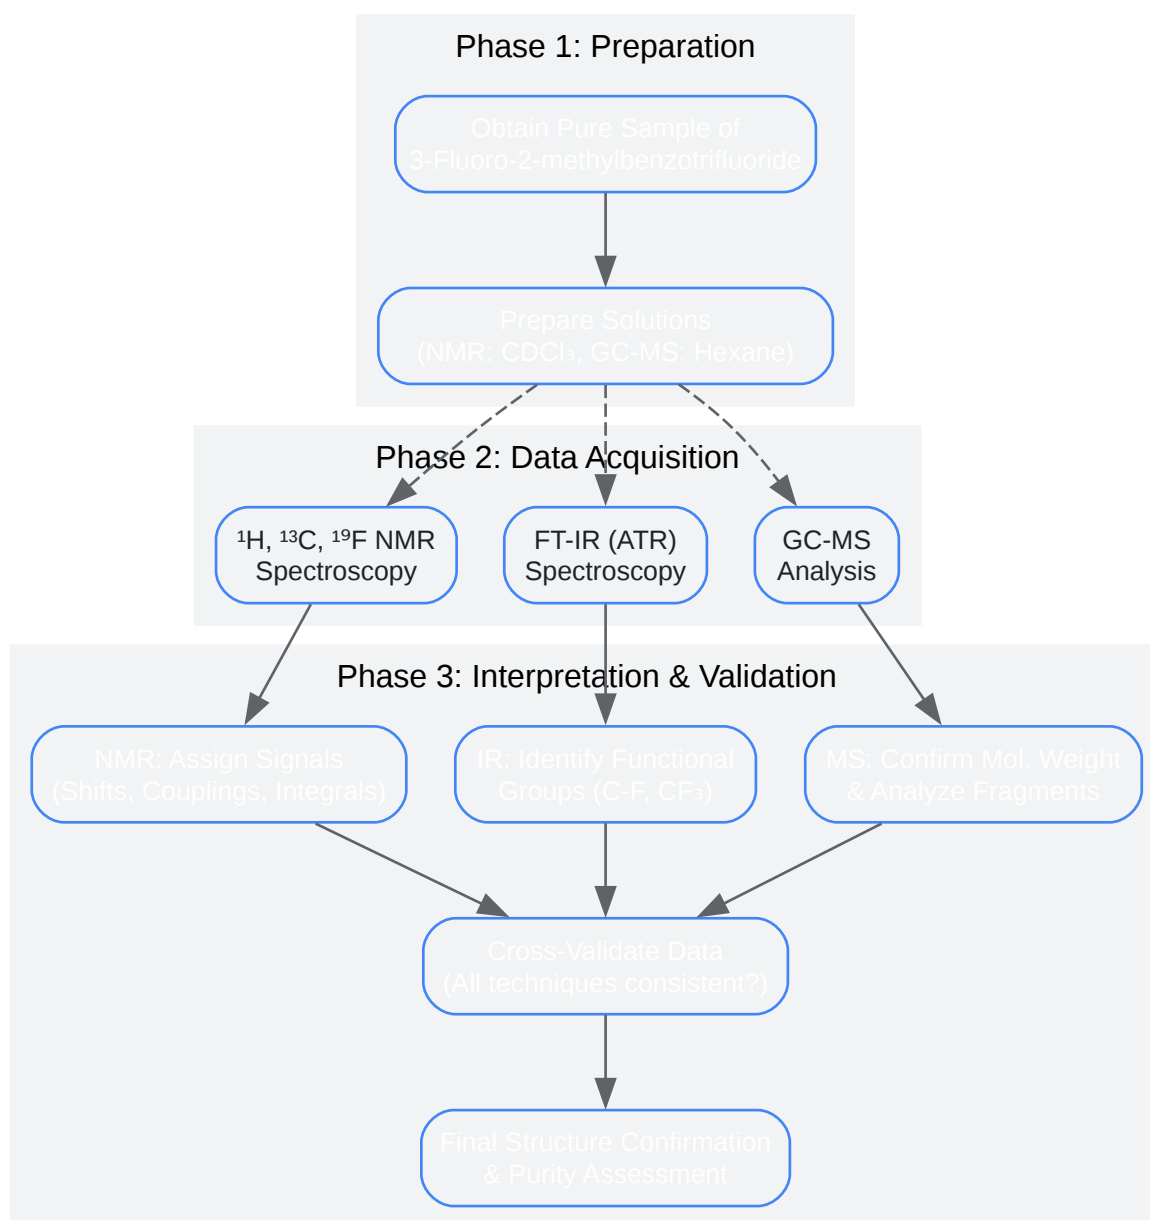 Phase 1: Preparation
Obtain Pure Sample of
3-Fluoro-2-methylbenzotrifluoride
Prepare Solutions
(NMR: CDCl₃, GC-MS: Hexane)
Phase 2: Data Acquisition
¹H, ¹³C, ¹⁹F NMR
Spectroscopy
FT-IR (ATR)
Spectroscopy
GC-MS
Analysis
Phase 3: Interpretation & Validation
NMR: Assign Signals
(Shifts, Couplings, Integrals)
IR: Identify Functional
Groups (C-F, CF₃)
MS: Confirm Mol. Weight
& Analyze Fragments
Cross-Validate Data
(All techniques consistent?)
Final Structure Confirmation
& Purity Assessment